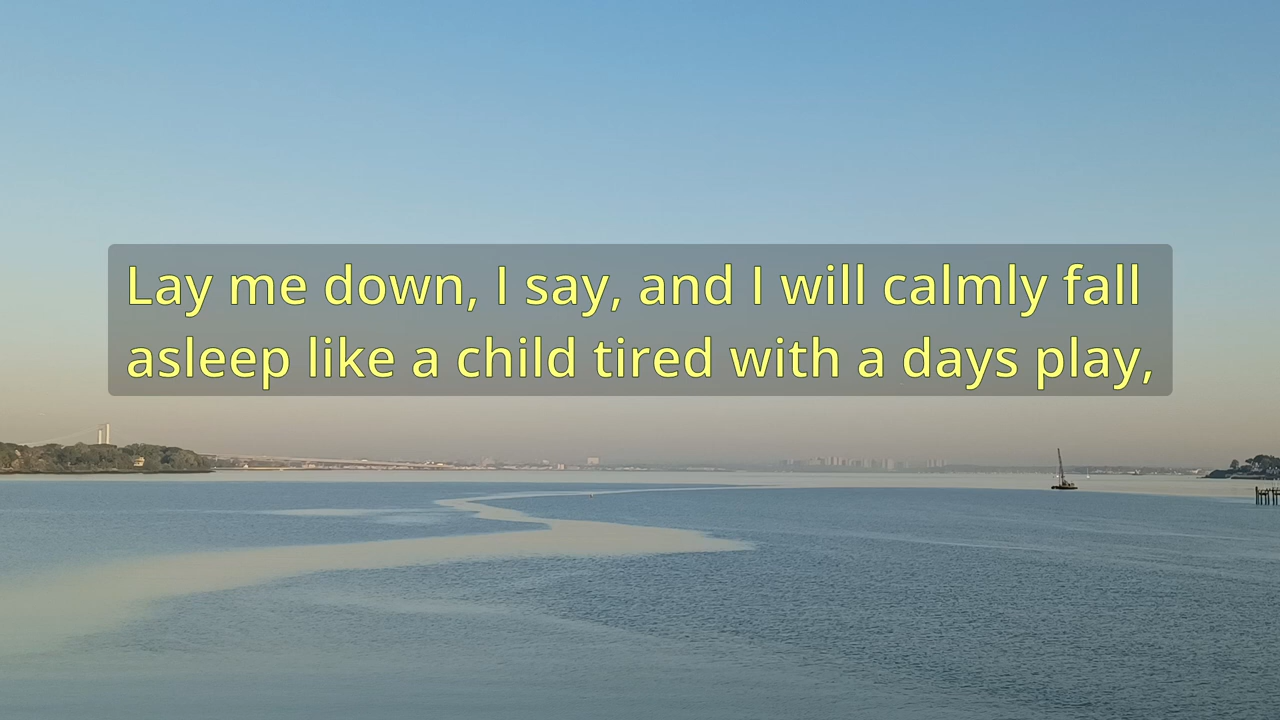 Lay me down, I say, and I will calmly fall
asleep like a child tired with a days play,